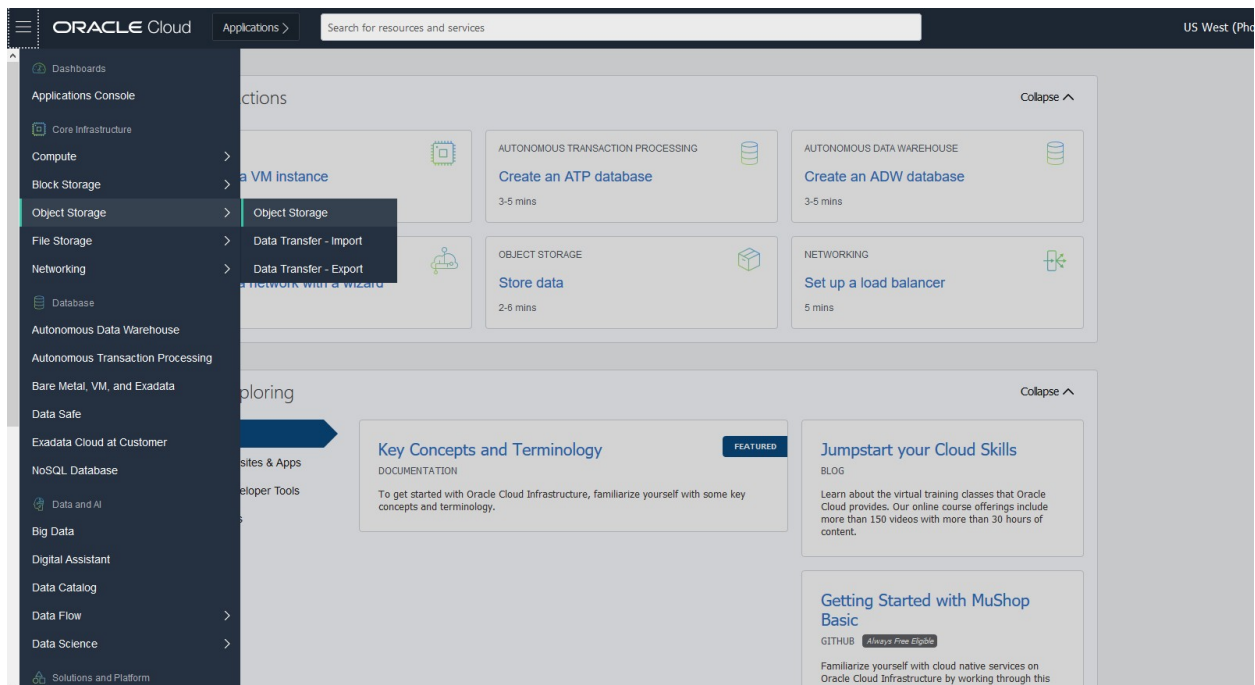 ORACLE Cloud
Applications >
Search for resources and services
US West (Pho
Dashboards
Applications Console
Core Infrastructure
Compute
Block Storage
Object Storage
File Storage
Networking
Database
Autonomous Data Warehouse
Autonomous Transaction Processing
Bare Metal, VM, and Exadata
Data Safe
Exadata Cloud at Customer
NoSQL Database
Data and AI
Big Data
Digital Assistant
Data Catalog
Data Flow
Data Science
Solutions and Platform
Object Storage
Data Transfer - Import
Data Transfer - Export
ctions
Collapse
a VM instance
AUTONOMOUS TRANSACTION PROCESSING
Create an ATP database
3-5 mins
AUTONOMOUS DATA WAREHOUSE
Create an ADW database
3-5 mins
a network with a wizard
OBJECT STORAGE
Store data
2-6 mins
NETWORKING
Set up a load balancer
5 mins
ploring
Collapse
sites & Apps
eloper Tools
s
Key Concepts and Terminology
FEATURED
DOCUMENTATION
To get started with Oracle Cloud Infrastructure, familiarize yourself with some key
concepts and terminology.
Jumpstart your Cloud Skills
BLOG
Learn about the virtual training classes that Oracle
Cloud provides. Our online course offerings include
more than 150 videos with more than 30 hours of
content.
Getting Started with MuShop
Basic
GITHUB Always Free Eligible
Familiarize yourself with cloud native services on
Oracle Cloud Infrastructure by working through this